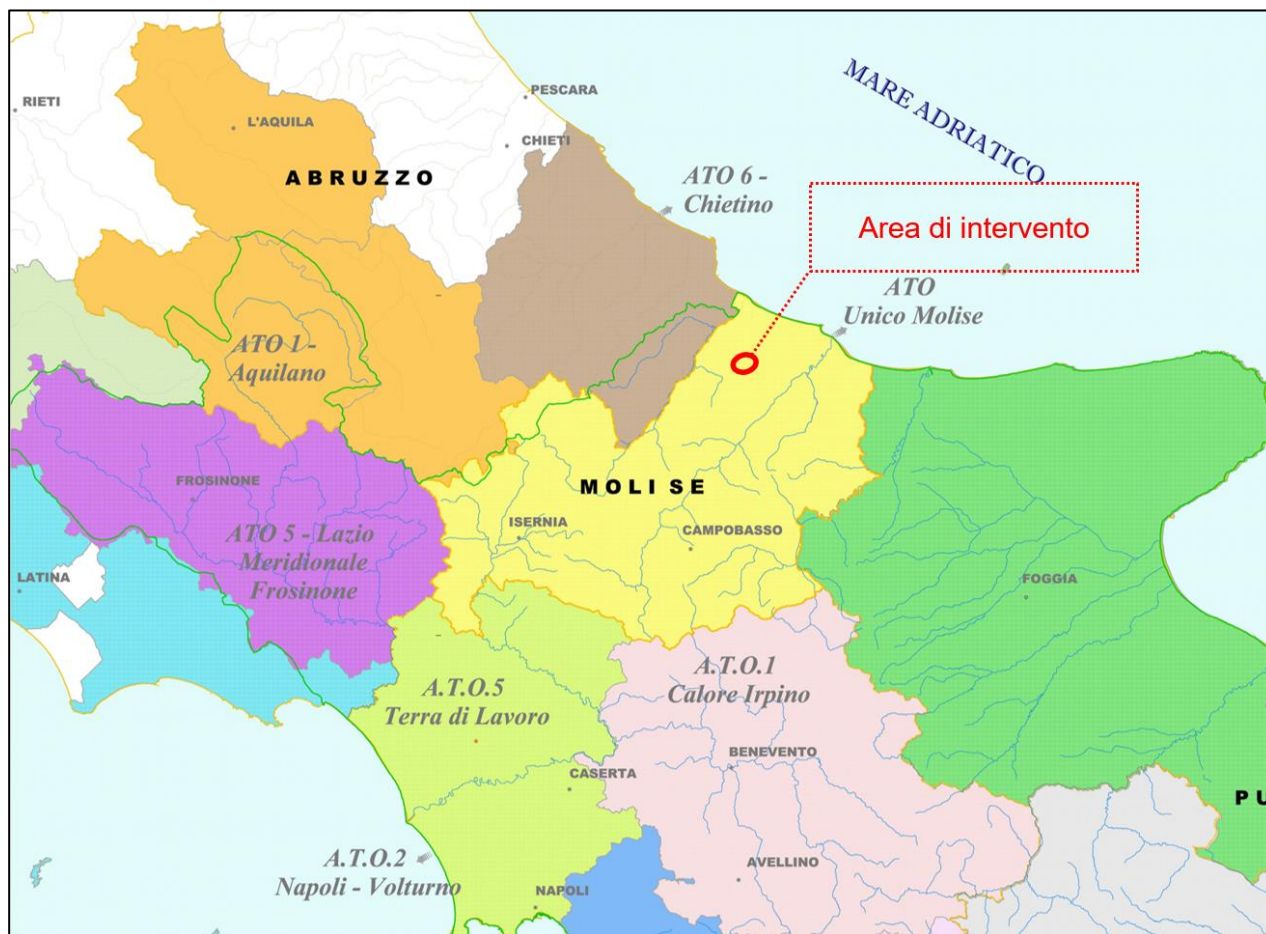 RIETI
L'AQUILA
PESCARA
CHIETI
ABRUZZO
MARE ADRIATICO
ATO 6 -
Chietino
Area di intervento
ATO
Unico Molise
ATO 1 -
Aquilano
FROSINONE
ATO 5 - Lazio
Meridionale
Frosinone
LATINA
MOLISE
ISERNIA
CAMPOBASSO
FOGGIA
A.T.O.5
Terra di Lavoro
A.T.O.1
Calore Irpino
BENEVENTO
CASERTA
PU
A.T.O.2
Napoli - Volturno
AVELLINO
NAPOLI